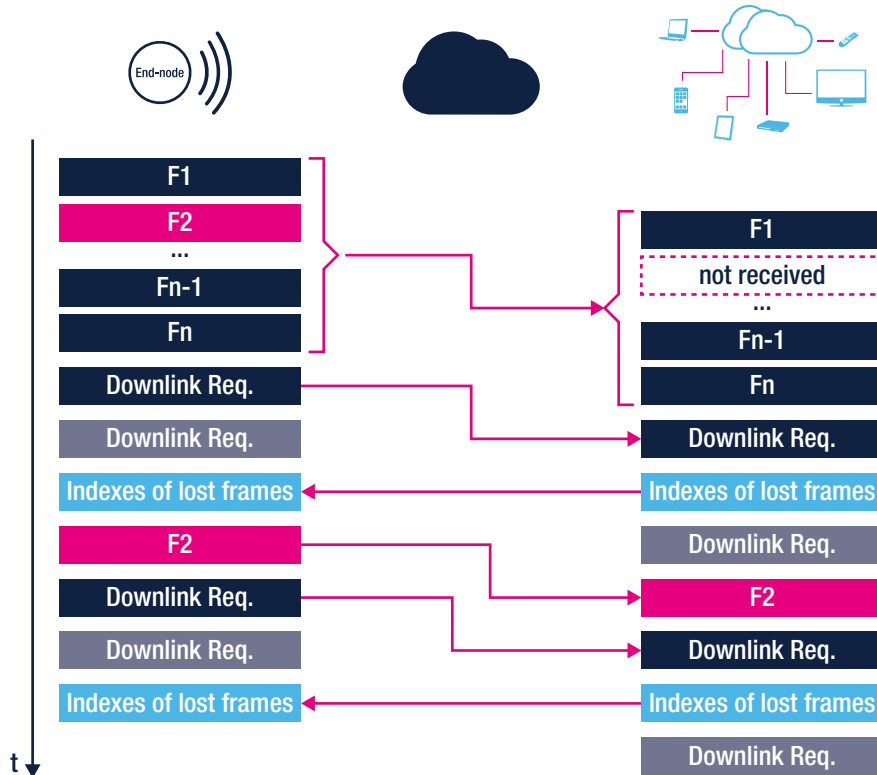 End-node
F1
F2
...
Fn-1
Fn
Downlink Req.
Downlink Req.
Indexes of lost frames
F2
Downlink Req.
Downlink Req.
Indexes of lost frames
t
F1
not received
...
Fn-1
Fn
Downlink Req.
Indexes of lost frames
Downlink Req.
F2
Downlink Req.
Indexes of lost frames
Downlink Req.